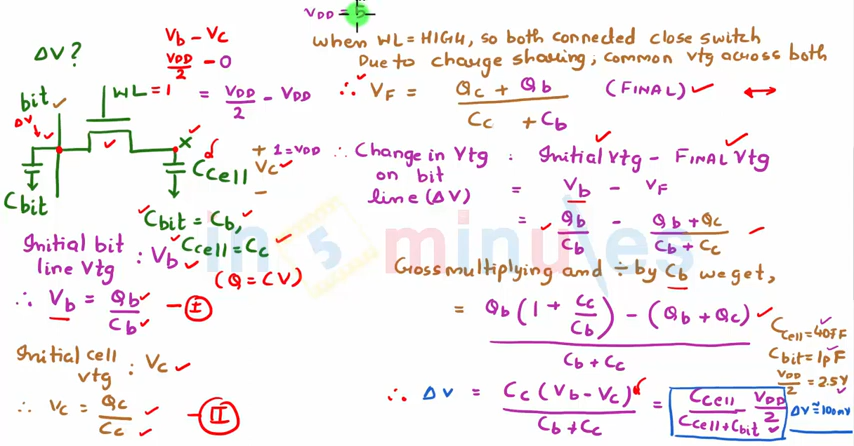 VDD = 5
ΔV?
Vb - Vc
VDD/2 - 0
= VDD/2 - VDD
bit
WL = 1
ΔV
x
+ 1 = VDD
Vc
-
Ccell
Cbit
Cbit = Cb,
Ccell = Cc
(Q = CV)
Initial bit
line Vtg : Vb
∴ Vb = Qb/Cb - I
Initial cell
vtg : Vc
∴ Vc = Qc/Cc - II
when WL = HIGH, so both connected close switch
Due to charge sharing, common vtg across both
∴ VF = Qc + Qb / Cc + Cb (FINAL)
∴ Change in Vtg : Initial vtg - FINAL vtg
on bit = Vb - VF
line (ΔV)
= Qb/Cb - Qb + Qc / Cb + Cc
in 5 minutes
Cross multiplying and ÷ by Cb we get,
= Qb (1 + Cc/Cb) - (Qb + Qc) / Cb + Cc
∴ ΔV = Cc (Vb - Vc) / Cb + Cc = Ccell / Ccell + Cbit VDD/2
Ccell = 40fF
Cbit = 1pF
VDD/2 = 2.5V
ΔV ≈ 100mV